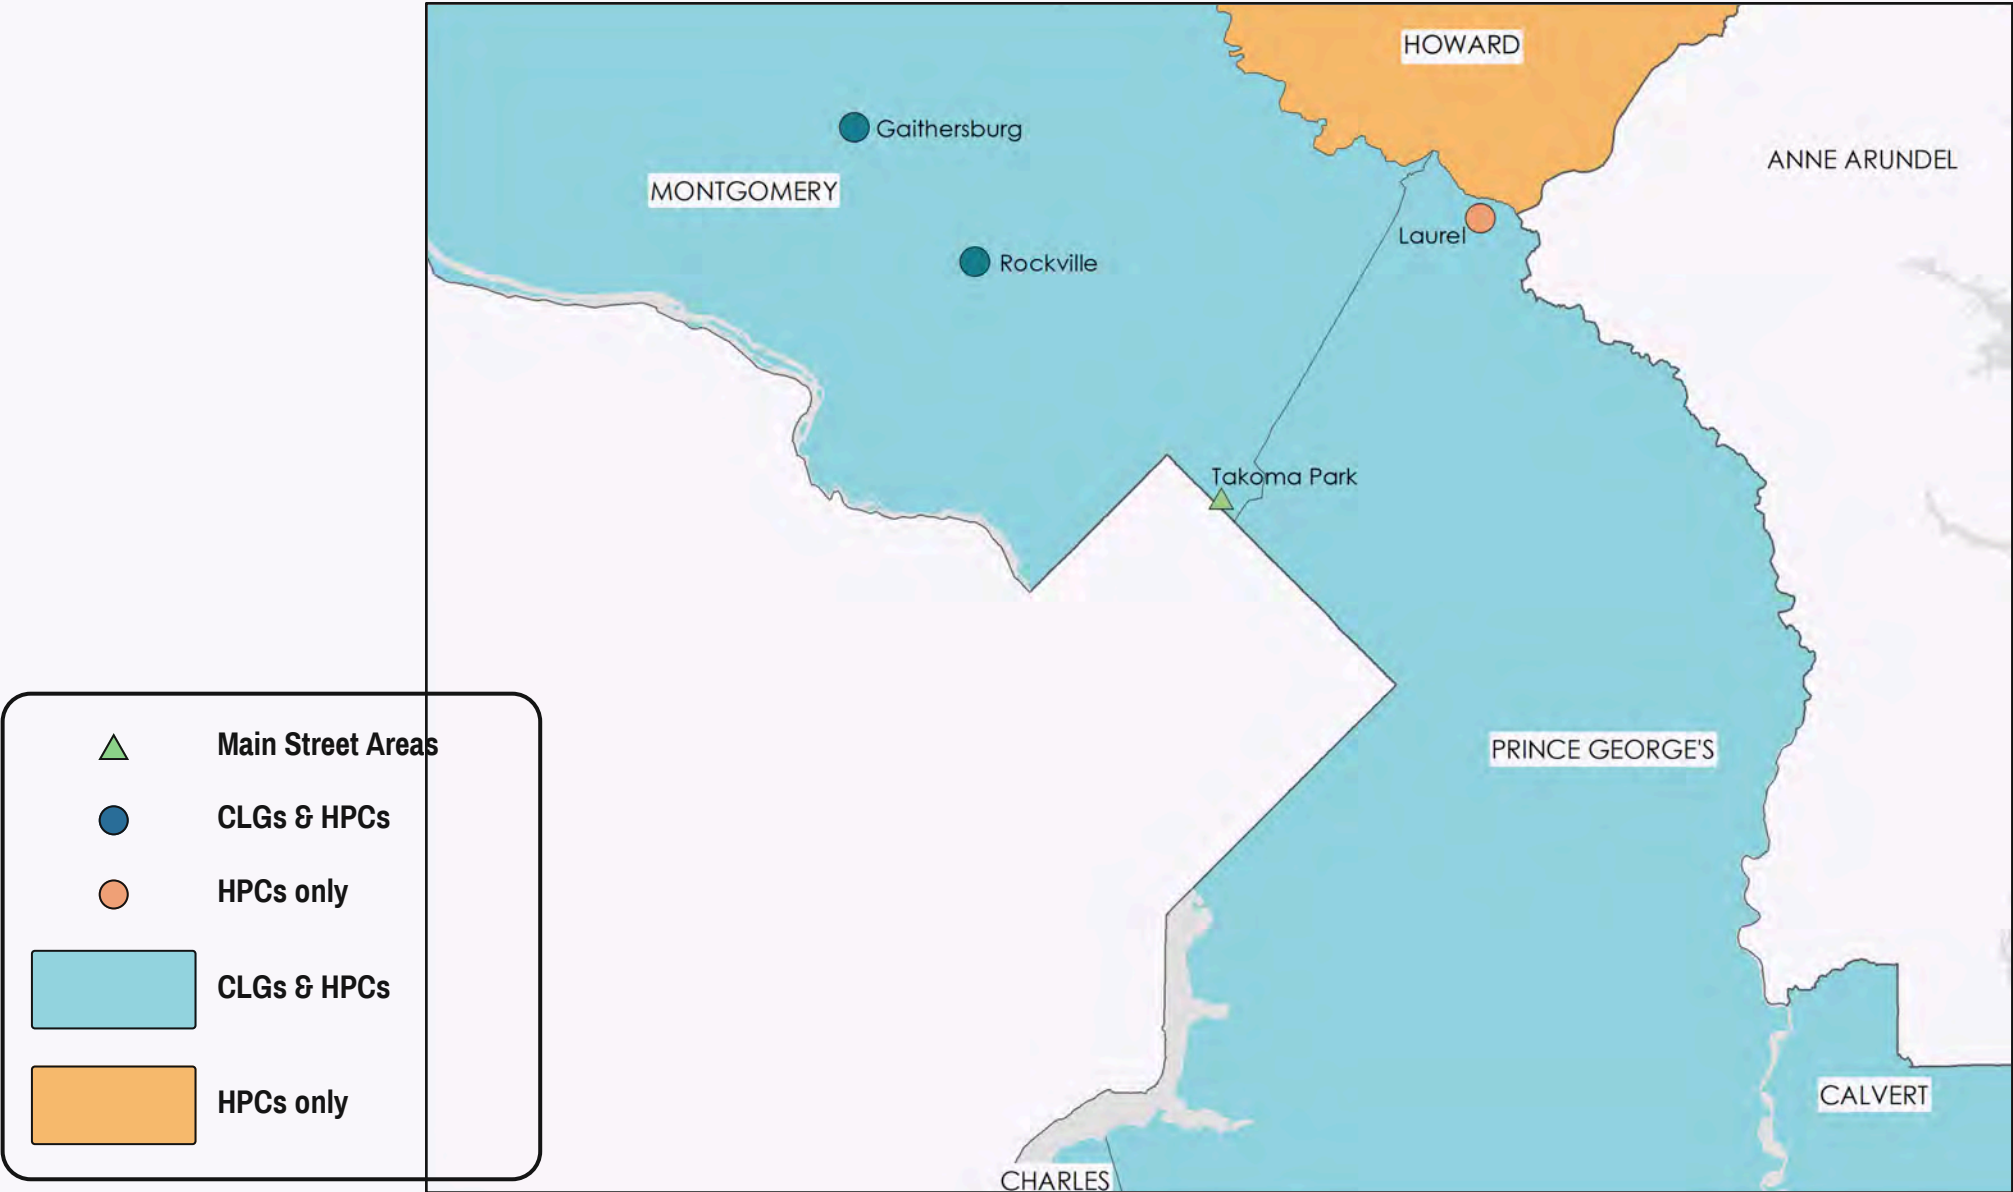 HOWARD
Gaithersburg
ANNE ARUNDEL
MONTGOMERY
Laurel
Rockville
Takoma Park
PRINCE GEORGE'S
CALVERT
CHARLES
Main Street Areas
CLGs & HPCs
HPCs only
CLGs & HPCs
HPCs only